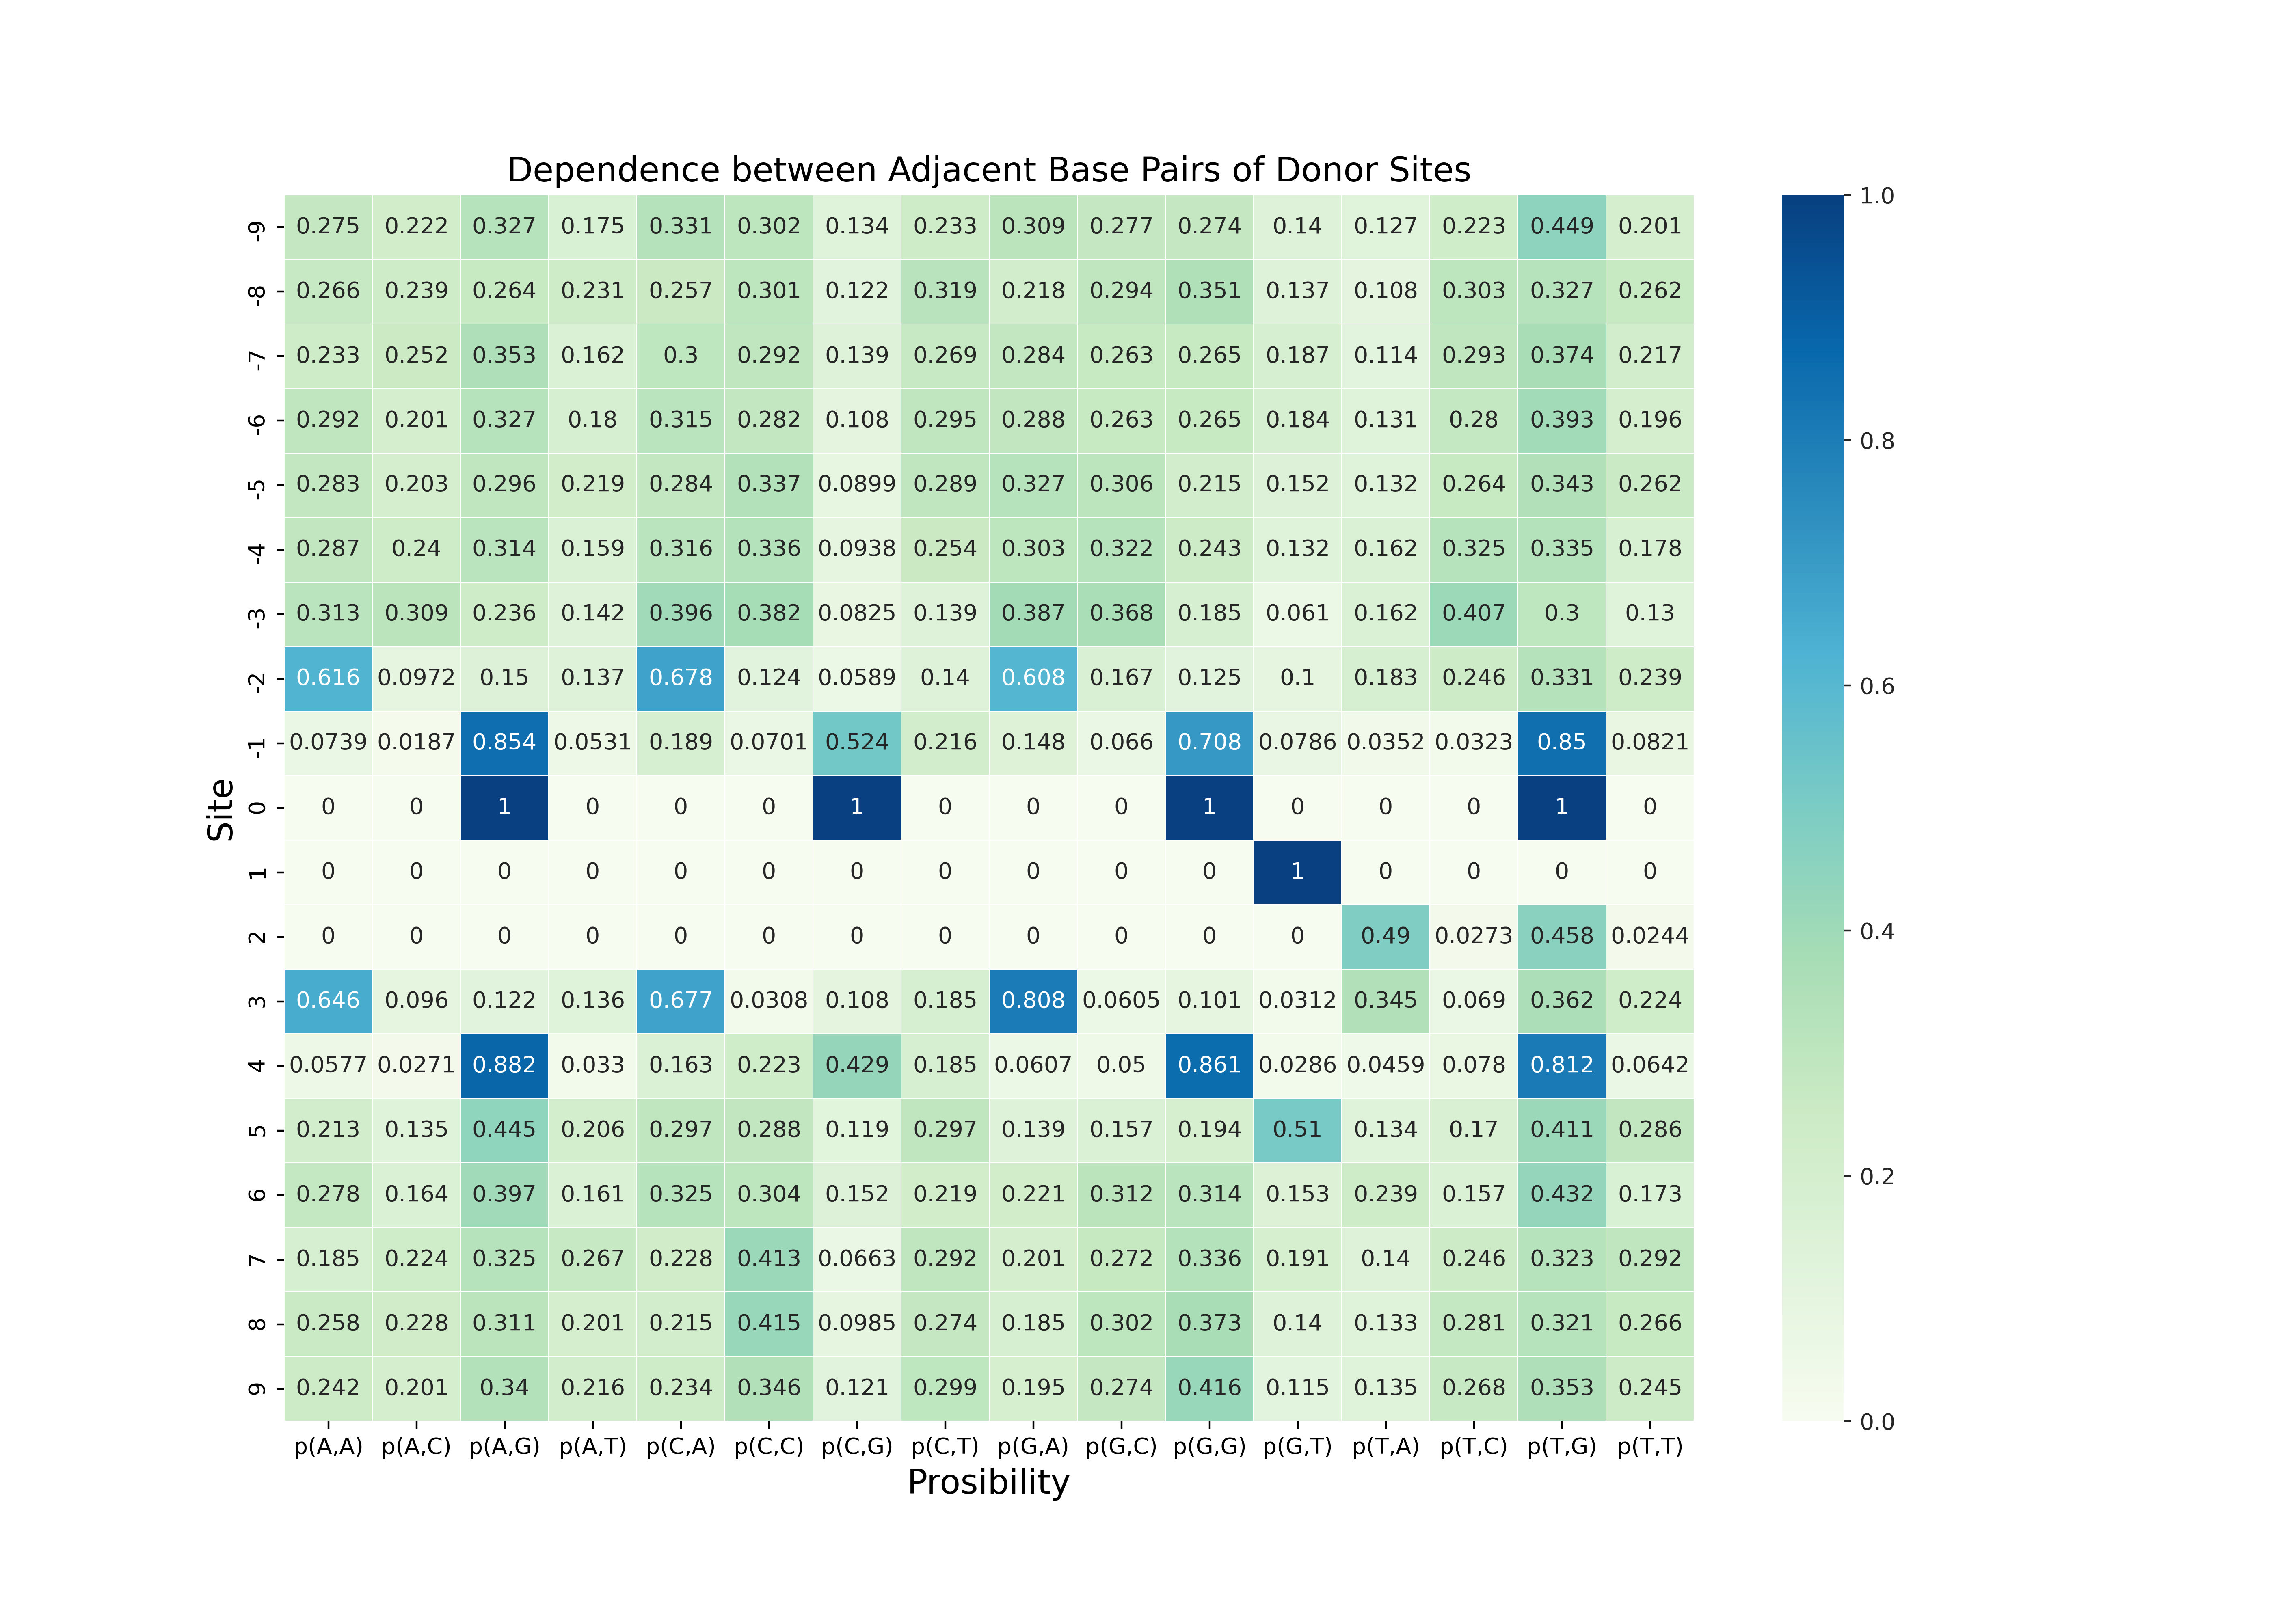 Dependence between Adjacent Base Pairs of Donor Sites
-9 0.275 0.222 0.327 0.175 0.331 0.302 0.134 0.233 0.309 0.277 0.274 0.14 0.127 0.223 0.449 0.201
-8 0.266 0.239 0.264 0.231 0.257 0.301 0.122 0.319 0.218 0.294 0.351 0.137 0.108 0.303 0.327 0.262
-7 0.233 0.252 0.353 0.162 0.3 0.292 0.139 0.269 0.284 0.263 0.265 0.187 0.114 0.293 0.374 0.217
-6 0.292 0.201 0.327 0.18 0.315 0.282 0.108 0.295 0.288 0.263 0.265 0.184 0.131 0.28 0.393 0.196
-5 0.283 0.203 0.296 0.219 0.284 0.337 0.0899 0.289 0.327 0.306 0.215 0.152 0.132 0.264 0.343 0.262
-4 0.287 0.24 0.314 0.159 0.316 0.336 0.0938 0.254 0.303 0.322 0.243 0.132 0.162 0.325 0.335 0.178
-3 0.313 0.309 0.236 0.142 0.396 0.382 0.0825 0.139 0.387 0.368 0.185 0.061 0.162 0.407 0.3 0.13
-2 0.616 0.0972 0.15 0.137 0.678 0.124 0.0589 0.14 0.608 0.167 0.125 0.1 0.183 0.246 0.331 0.239
-1 0.0739 0.0187 0.854 0.0531 0.189 0.0701 0.524 0.216 0.148 0.066 0.708 0.0786 0.0352 0.0323 0.85 0.0821
0 0 0 1 0 0 0 1 0 0 0 1 0 0 0 1 0
1 0 0 0 0 0 0 0 0 0 0 0 1 0 0 0 0
2 0 0 0 0 0 0 0 0 0 0 0 0 0.49 0.0273 0.458 0.0244
3 0.646 0.096 0.122 0.136 0.677 0.0308 0.108 0.185 0.808 0.0605 0.101 0.0312 0.345 0.069 0.362 0.224
4 0.0577 0.0271 0.882 0.033 0.163 0.223 0.429 0.185 0.0607 0.05 0.861 0.0286 0.0459 0.078 0.812 0.0642
5 0.213 0.135 0.445 0.206 0.297 0.288 0.119 0.297 0.139 0.157 0.194 0.51 0.134 0.17 0.411 0.286
6 0.278 0.164 0.397 0.161 0.325 0.304 0.152 0.219 0.221 0.312 0.314 0.153 0.239 0.157 0.432 0.173
7 0.185 0.224 0.325 0.267 0.228 0.413 0.0663 0.292 0.201 0.272 0.336 0.191 0.14 0.246 0.323 0.292
8 0.258 0.228 0.311 0.201 0.215 0.415 0.0985 0.274 0.185 0.302 0.373 0.14 0.133 0.281 0.321 0.266
9 0.242 0.201 0.34 0.216 0.234 0.346 0.121 0.299 0.195 0.274 0.416 0.115 0.135 0.268 0.353 0.245
p(A,A) p(A,C) p(A,G) p(A,T) p(C,A) p(C,C) p(C,G) p(C,T) p(G,A) p(G,C) p(G,G) p(G,T) p(T,A) p(T,C) p(T,G) p(T,T)
Prosibility
Site
1.0
0.8
0.6
0.4
0.2
0.0